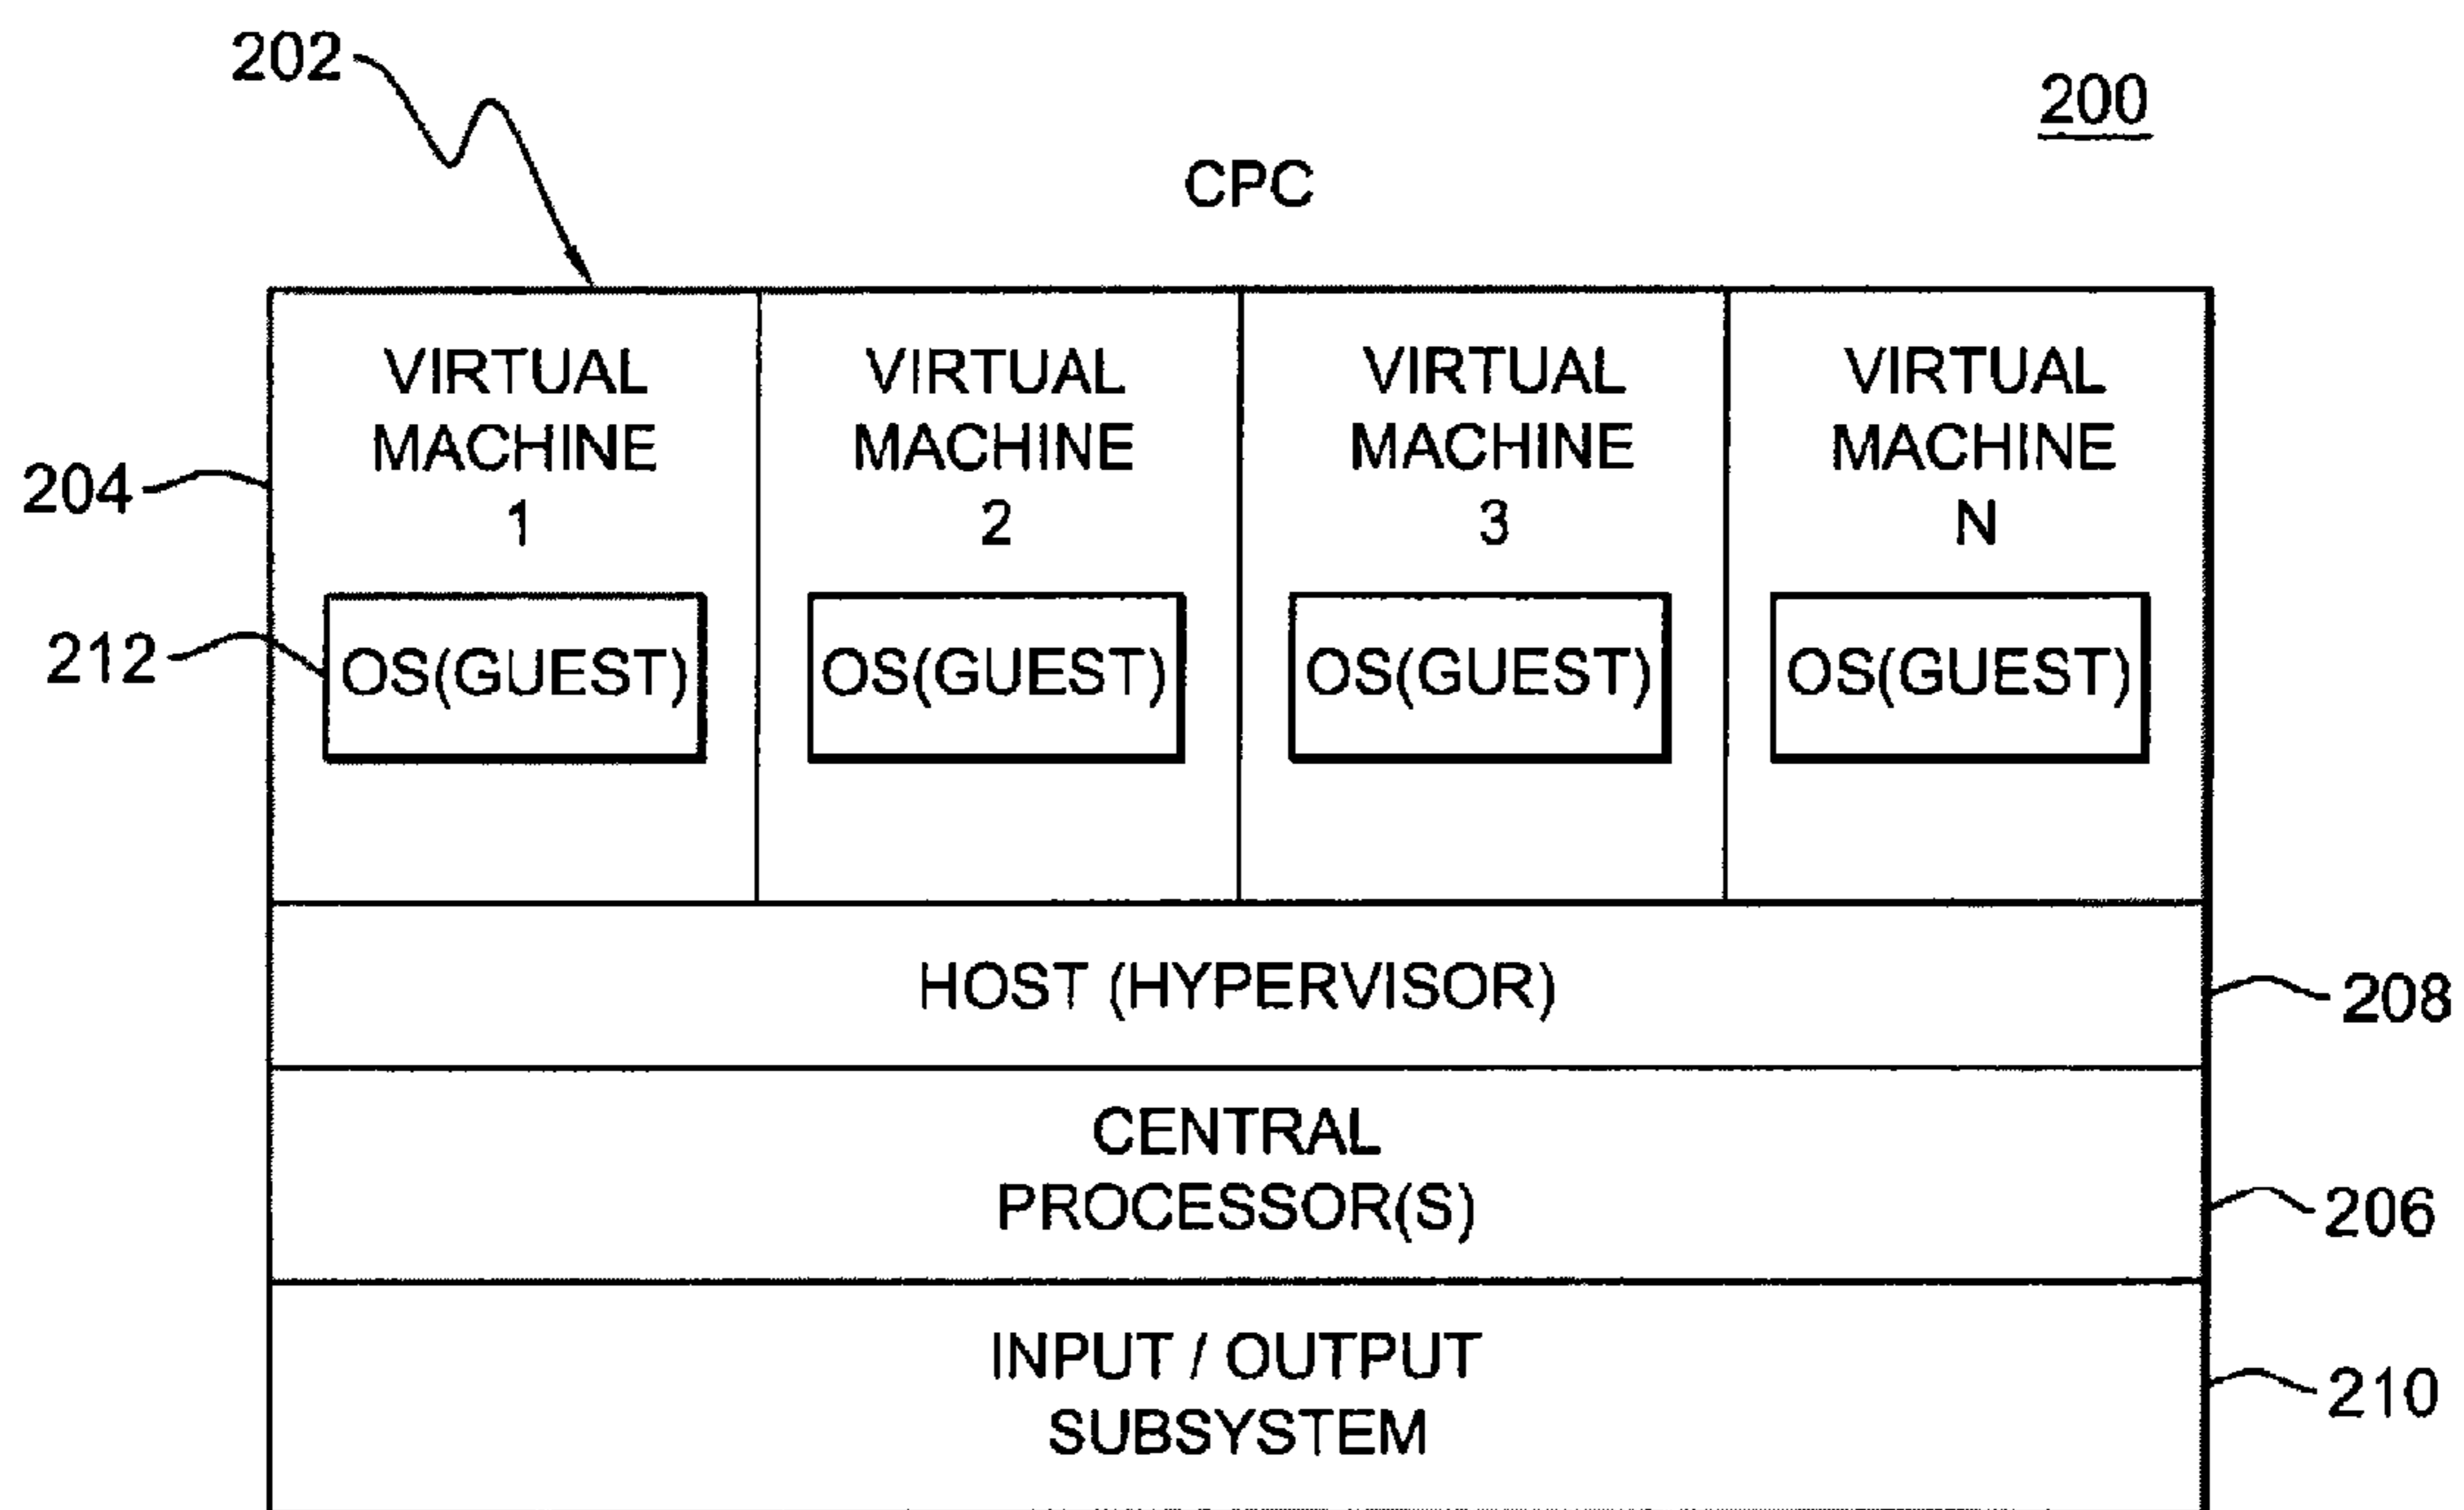 202
200
CPC
VIRTUAL
MACHINE
1
VIRTUAL
MACHINE
2
VIRTUAL
MACHINE
3
VIRTUAL
MACHINE
N
204
212
OS(GUEST)
OS(GUEST)
OS(GUEST)
OS(GUEST)
HOST (HYPERVISOR)
208
CENTRAL
PROCESSOR(S)
206
INPUT / OUTPUT
SUBSYSTEM
210